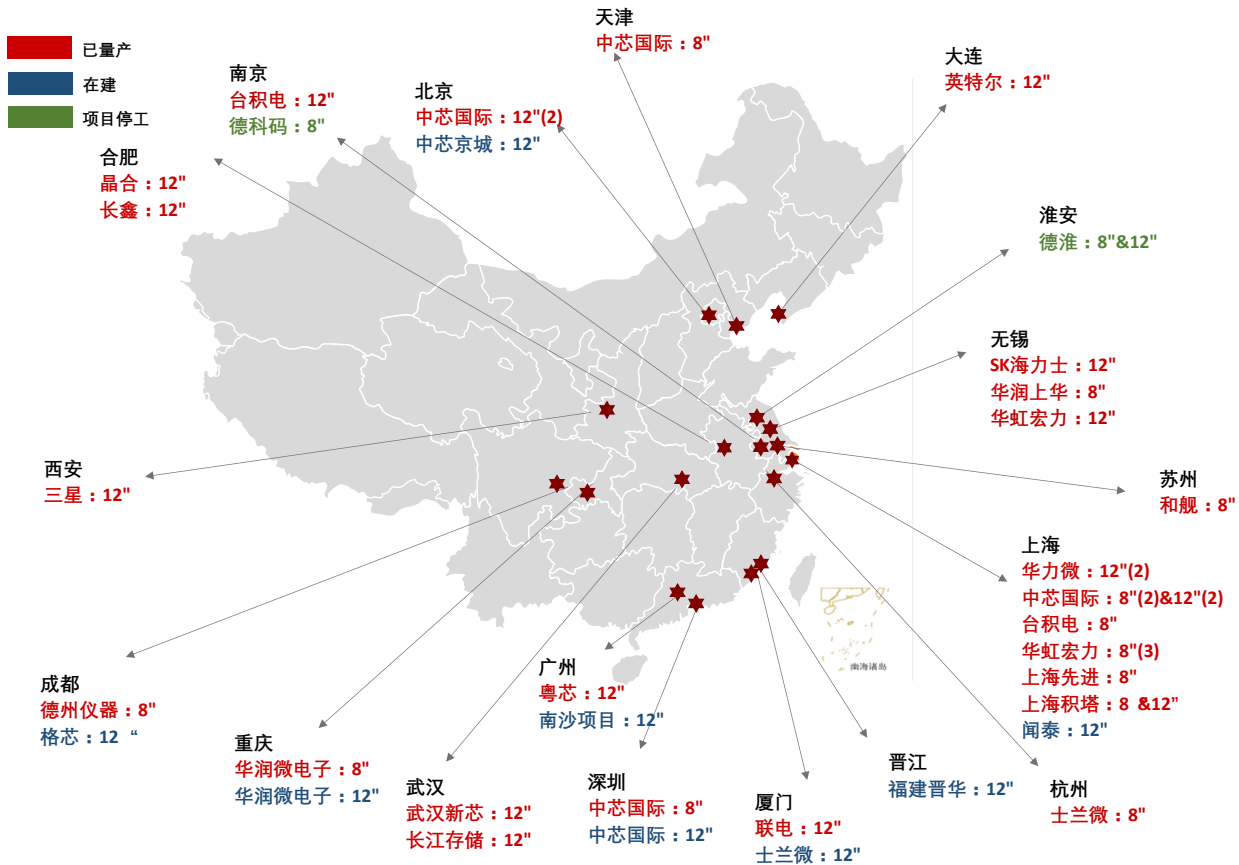 已量产
在建
项目停工
天津
中芯国际：8"
大连
英特尔：12"
南京
台积电：12"
德科码：8"
北京
中芯国际：12"(2)
中芯京城：12"
合肥
晶合：12"
长鑫：12"
淮安
德淮：8"&12"
无锡
SK海力士：12"
华润上华：8"
华虹宏力：12"
西安
三星：12"
苏州
和舰：8"
上海
华力微：12"(2)
中芯国际：8"(2)&12"(2)
台积电：8"
华虹宏力：8"(3)
上海先进：8"
上海积塔：8 &12”
闻泰：12"
南海诸岛
成都
德州仪器：8"
格芯：12 “
重庆
华润微电子：8"
华润微电子：12"
武汉
武汉新芯：12"
长江存储：12"
广州
粤芯：12"
南沙项目：12"
深圳
中芯国际：8"
中芯国际：12"
厦门
联电：12"
士兰微：12"
晋江
福建晋华：12"
杭州
士兰微：8"